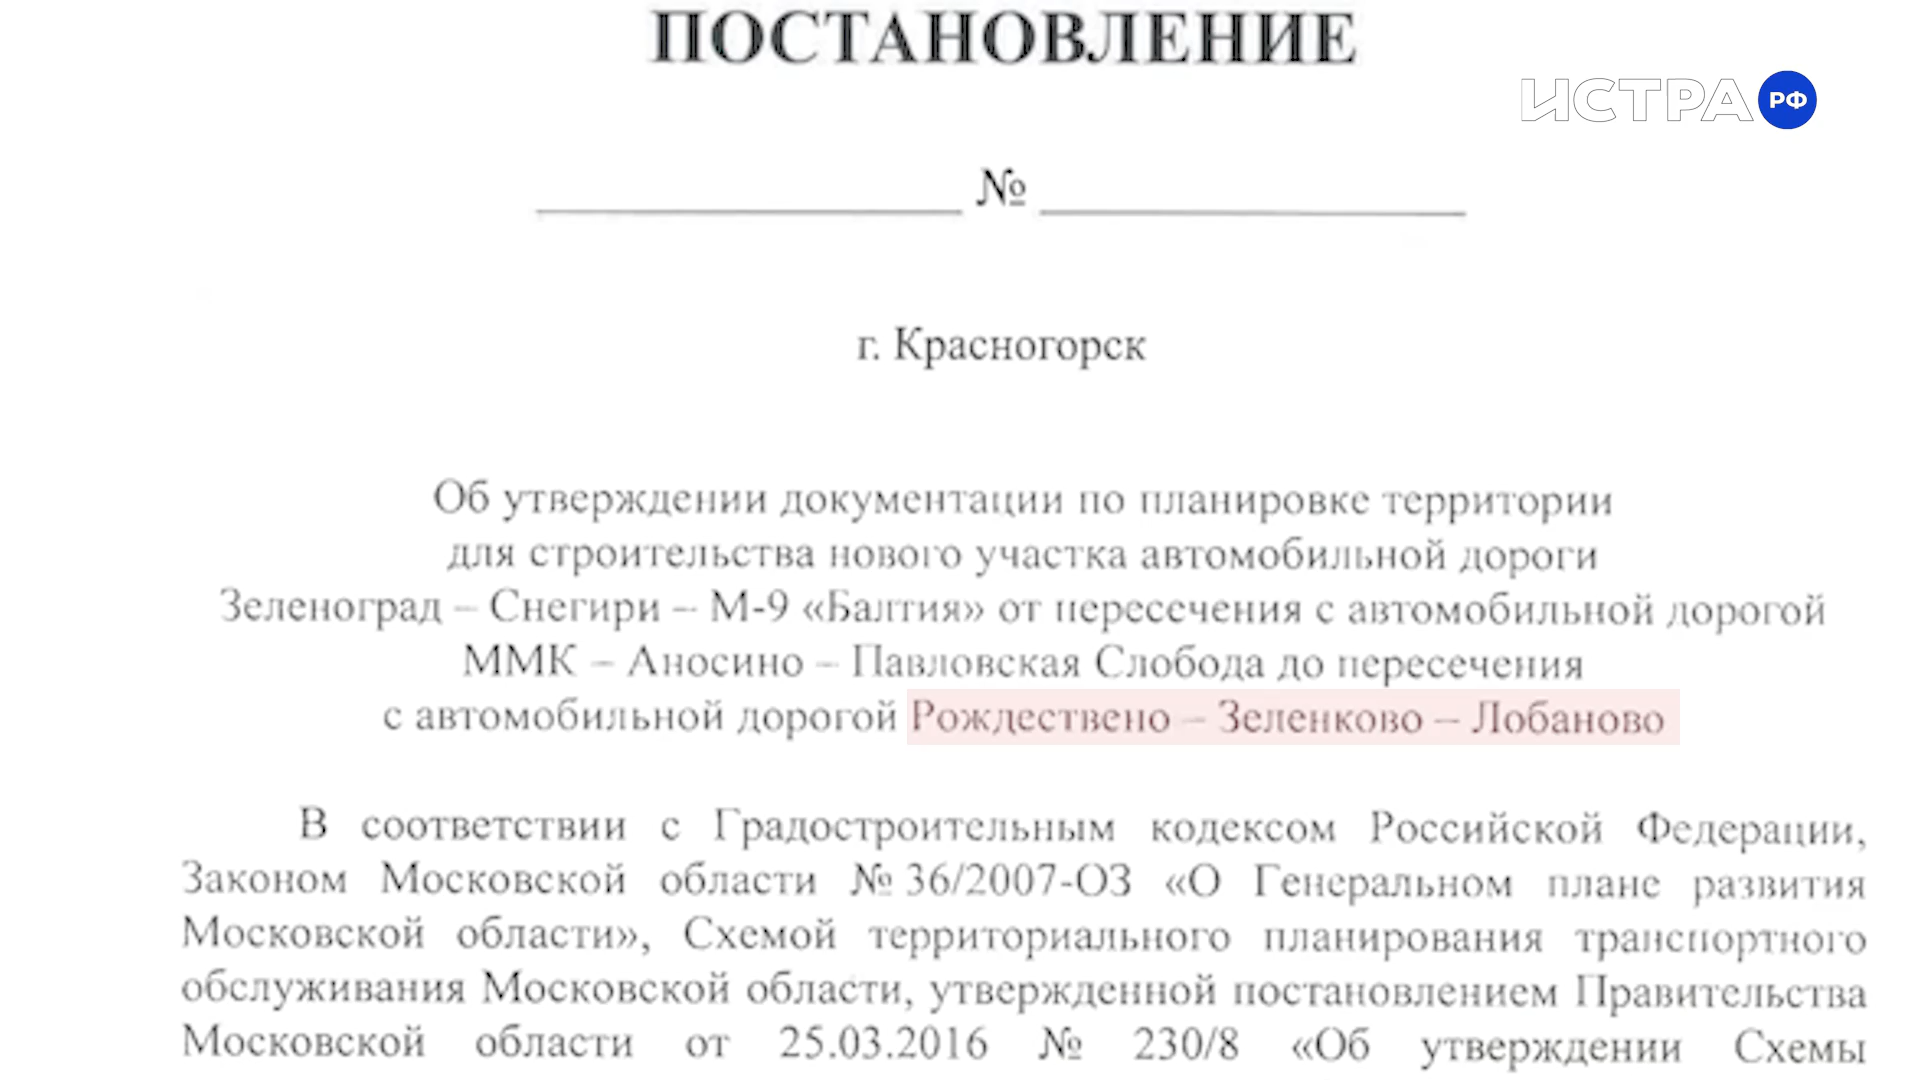 ПОСТАНОВЛЕНИЕ
ИСТРА РФ
№
г. Красногорск
Об утверждении документации по планировке территории
для строительства нового участка автомобильной дороги
Зеленоград – Снегири – М-9 «Балтия» от пересечения с автомобильной дорогой
ММК – Аносино – Павловская Слобода до пересечения
с автомобильной дорогой Рождествено – Зеленково – Лобаново
В соответствии с Градостроительным кодексом Российской Федерации,
Законом Московской области № 36/2007-ОЗ «О Генеральном плане развития
Московской области», Схемой территориального планирования транспортного
обслуживания Московской области, утвержденной постановлением Правительства
Московской области от 25.03.2016 № 230/8 «Об утверждении Схемы